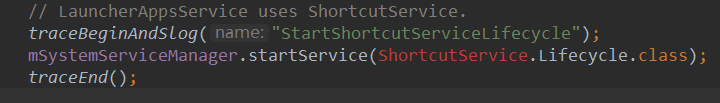 // LauncherAppsService uses ShortcutService.
traceBeginAndSlog( name: "StartShortcutServiceLifecycle");
mSystemServiceManager.startService(ShortcutService.Lifecycle.class);
traceEnd();